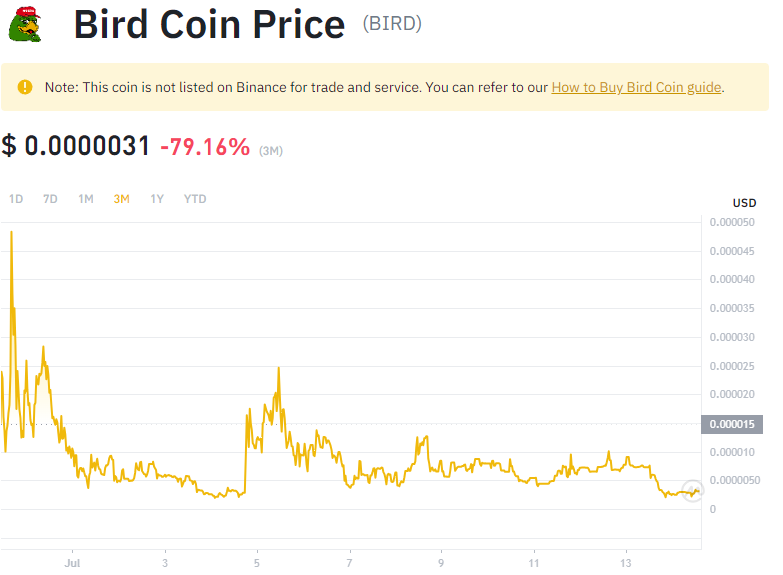 Bird Coin Price (BIRD)
Note: This coin is not listed on Binance for trade and service. You can refer to our How to Buy Bird Coin guide.
$ 0.0000031 -79.16% (3M)
1D 7D 1M 3M 1Y YTD
USD
0.000050
0.000045
0.000040
0.000035
0.000030
0.000025
0.000020
0.000015
0.000010
0.0000050
0
Jul 3 5 7 9 11 13